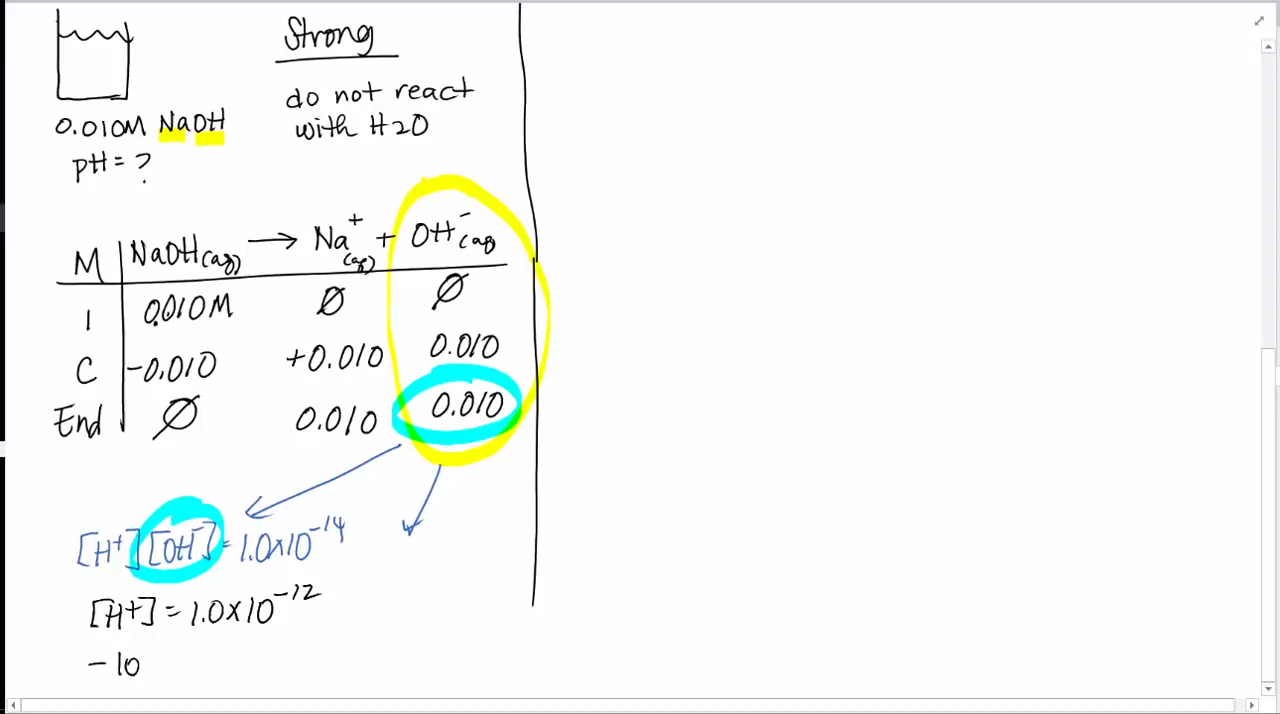 Strong
do not react
with H2O
0.010M NaOH
pH = ?
M NaOH(aq) → Na+(aq) + OH-(aq)
I 0.010M Ø Ø
C -0.010 +0.010 0.010
End Ø 0.010 0.010
[H+][OH-] = 1.0×10^-14
[H+] = 1.0×10^-12
-10